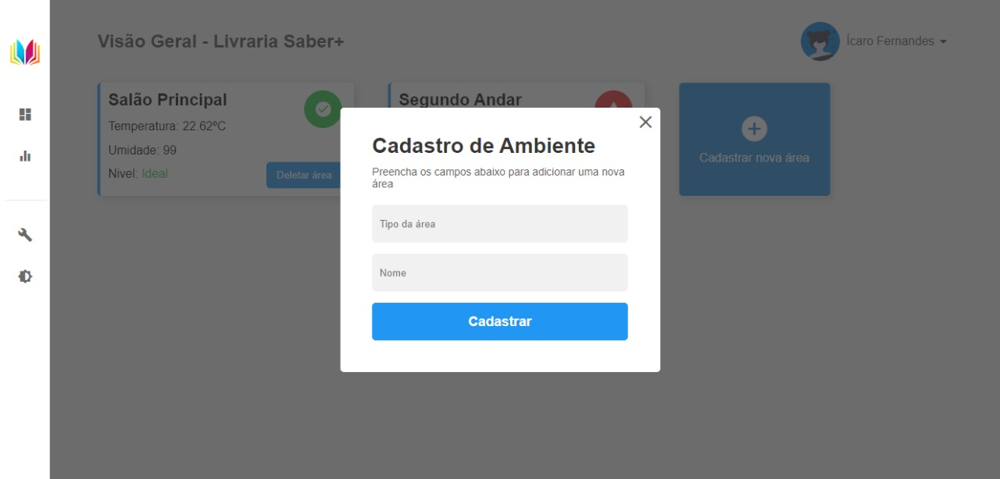 Visão Geral - Livraria Saber+
Ícaro Fernandes
Salão Principal
Temperatura: 22.62ºC
Umidade: 99
Nivel: Ideal
Deletar área
Segundo Andar
Cadastrar nova área
Cadastro de Ambiente
Preencha os campos abaixo para adicionar uma nova
área
Tipo da área
Nome
Cadastrar